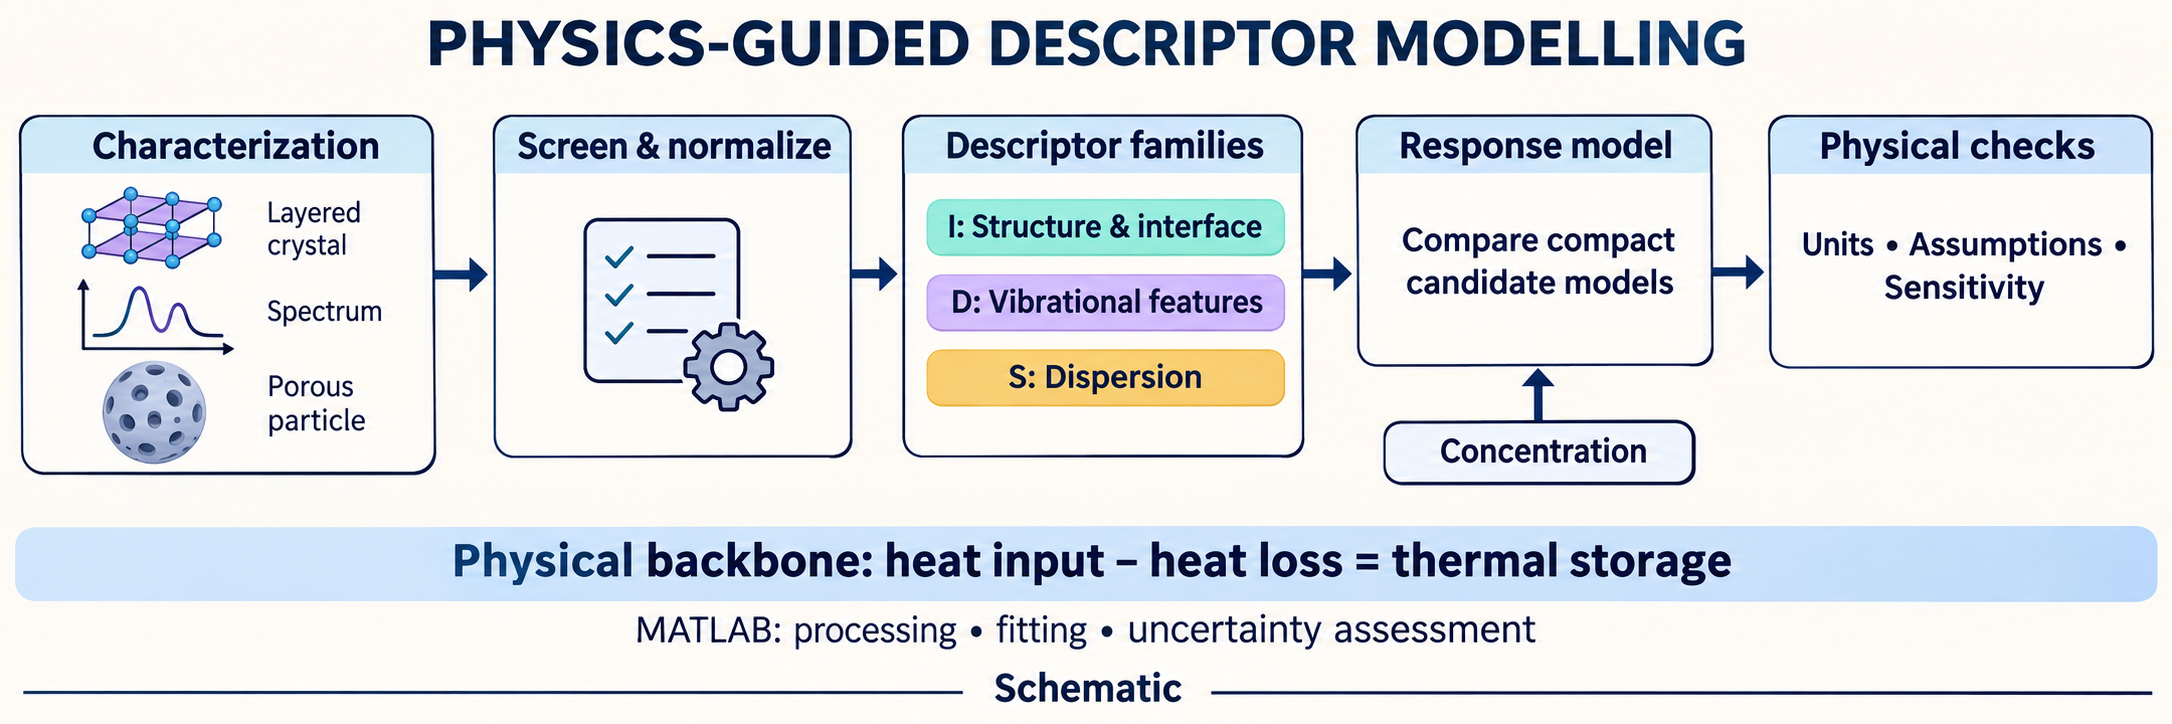 PHYSICS-GUIDED DESCRIPTOR MODELLING
Characterization
Layered
crystal
Spectrum
Porous
particle
Screen & normalize
Descriptor families
I: Structure & interface
D: Vibrational features
S: Dispersion
Response model
Compare compact
candidate models
Concentration
Physical checks
Units • Assumptions •
Sensitivity
Physical backbone: heat input – heat loss = thermal storage
MATLAB: processing • fitting • uncertainty assessment
Schematic